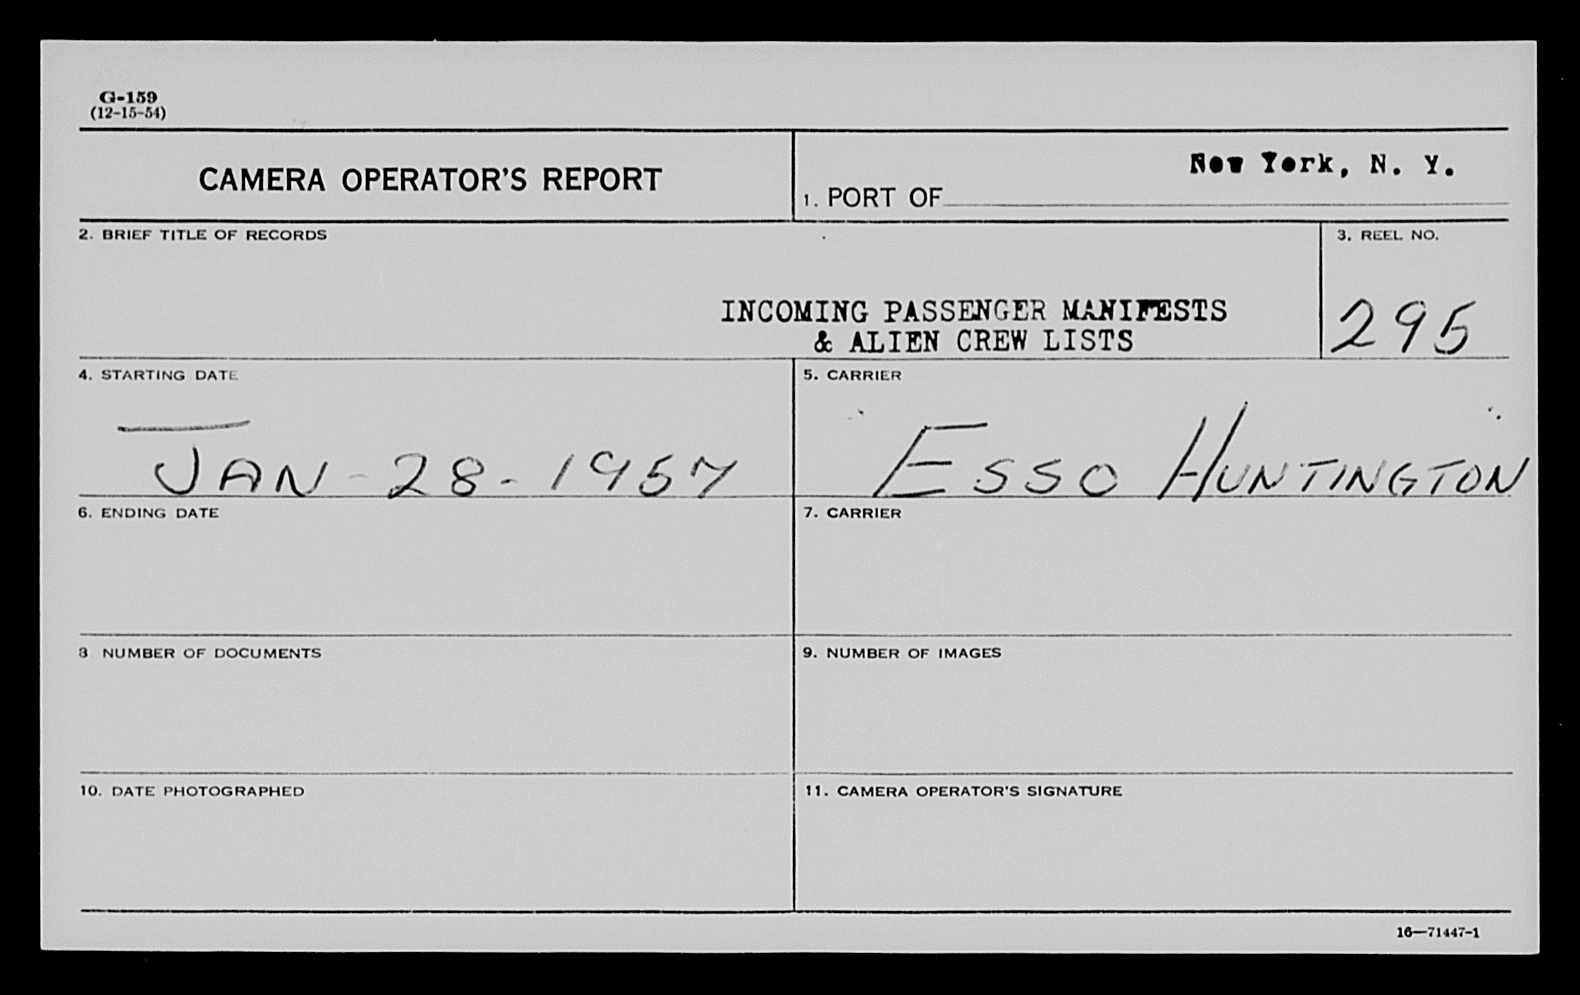 G-159
(12-15-54)
CAMERA OPERATOR'S REPORT
1. PORT OF New York, N. Y.
2. BRIEF TITLE OF RECORDS
INCOMING PASSENGER MANIFESTS
& ALIEN CREW LISTS
3. REEL NO.
295
4. STARTING DATE
JAN-28-1957
5. CARRIER
ESSO HUNTINGTON
6. ENDING DATE
7. CARRIER
8 NUMBER OF DOCUMENTS
9. NUMBER OF IMAGES
10. DATE PHOTOGRAPHED
11. CAMERA OPERATOR'S SIGNATURE
16—71447-1